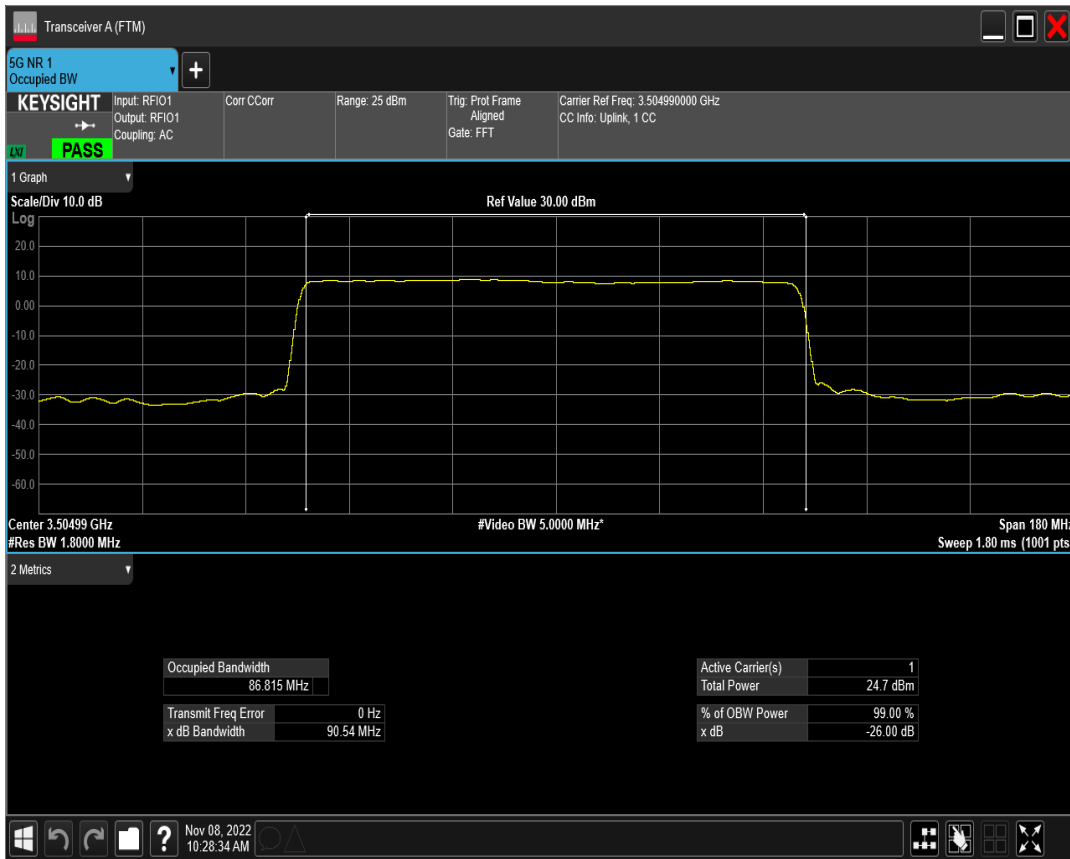 Transceiver A (FTM)
5G NR 1
Occupied BW
+
KEYSIGHT
LXI
PASS
Input: RFIO1
Output: RFIO1
Coupling: AC
Corr CCorr
Range: 25 dBm
Trig: Prot Frame
Aligned
Gate: FFT
Carrier Ref Freq: 3.504990000 GHz
CC Info: Uplink, 1 CC
1 Graph
Scale/Div 10.0 dB
Ref Value 30.00 dBm
Log
20.0
10.0
0.00
-10.0
-20.0
-30.0
-40.0
-50.0
-60.0
Center 3.50499 GHz
#Video BW 5.0000 MHz*
Span 180 MHz
#Res BW 1.8000 MHz
Sweep 1.80 ms (1001 pts
2 Metrics
Occupied Bandwidth
86.815 MHz
Transmit Freq Error 0 Hz
x dB Bandwidth 90.54 MHz
Active Carrier(s) 1
Total Power 24.7 dBm
% of OBW Power 99.00 %
x dB -26.00 dB
?
Nov 08, 2022
10:28:34 AM